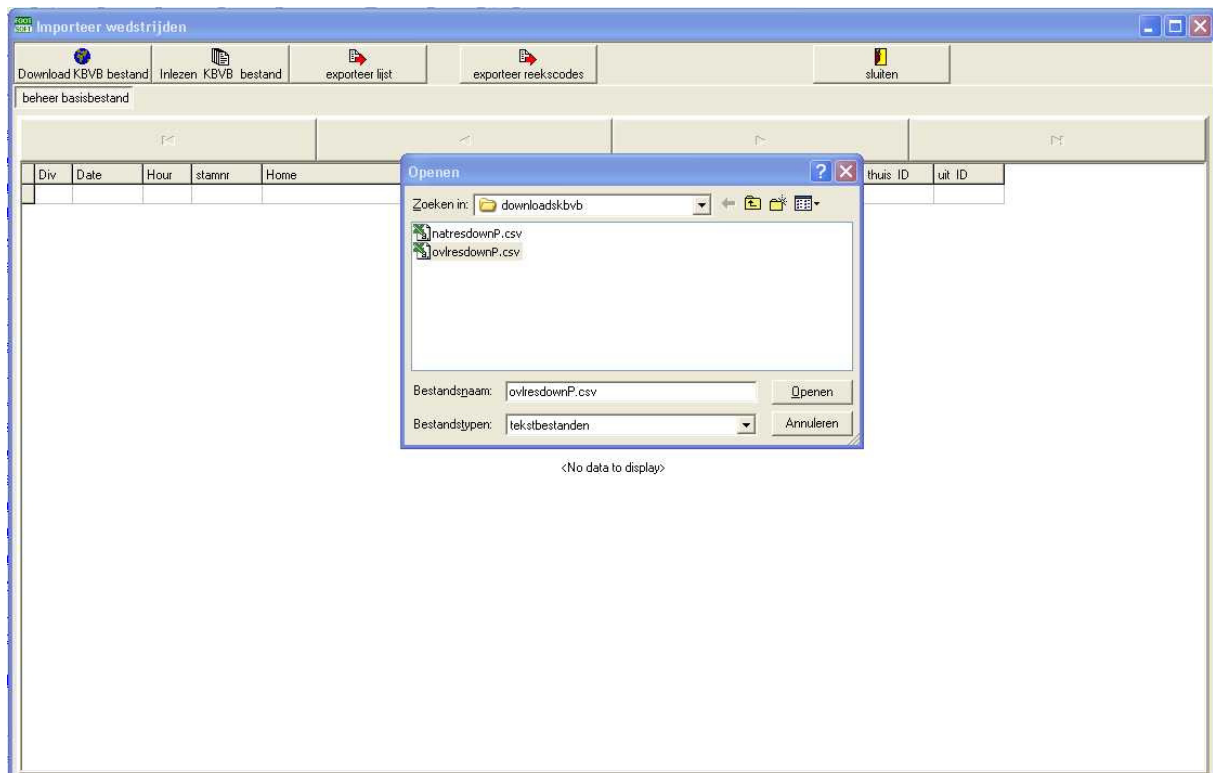 FOOT
SOFT Importeer wedstrijden
Download KBVB bestand Inlezen KBVB bestand exporteer lijst exporteer reekscodes sluiten
beheer basisbestand
Div Date Hour stamnr Home thuis ID uit ID
Openen
Zoeken in: downloadskbvb
natresdownP.csv
ovlresdownP.csv
Bestandsnaam: ovlresdownP.csv Openen
Bestandstypen: tekstbestanden Annuleren
<No data to display>